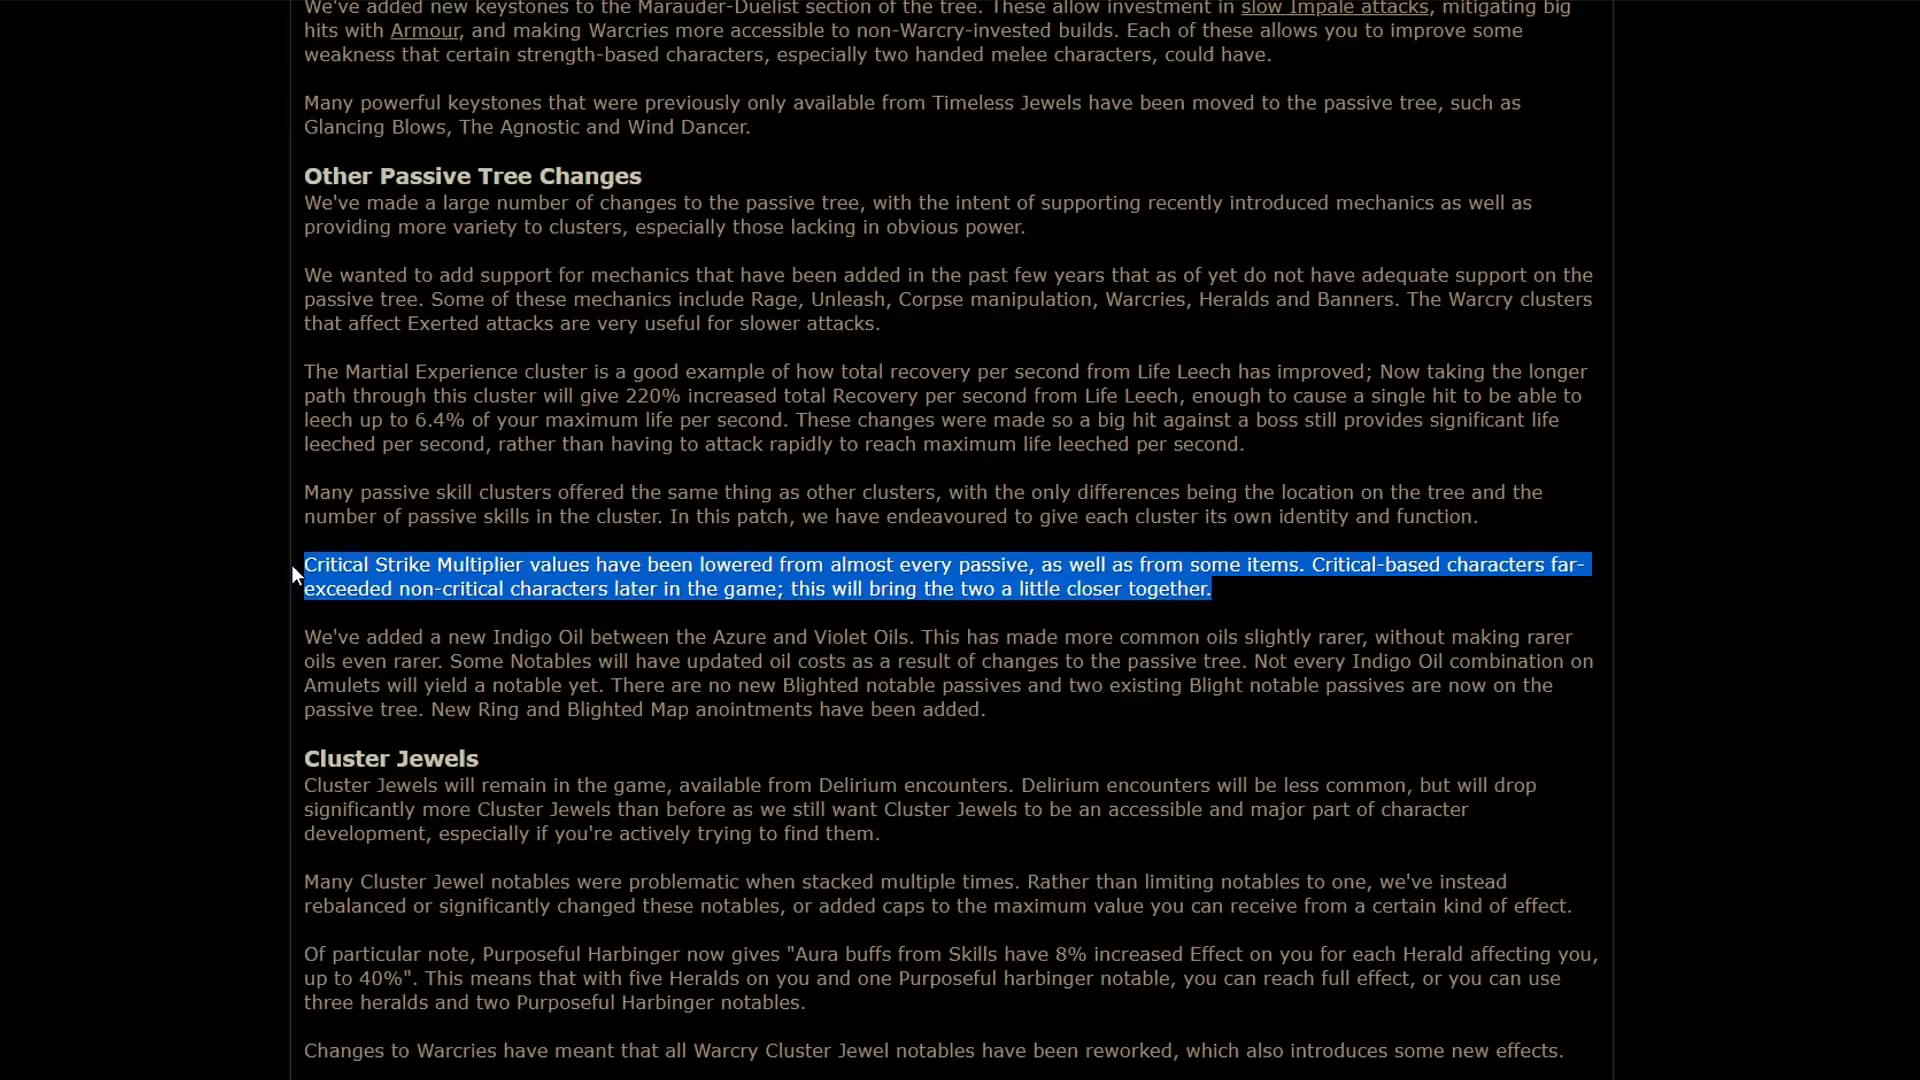 We've added new keystones to the Marauder-Duelist section of the tree. These allow investment in slow Impale attacks, mitigating big
hits with Armour, and making Warcries more accessible to non-Warcry-invested builds. Each of these allows you to improve some
weakness that certain strength-based characters, especially two handed melee characters, could have.
Many powerful keystones that were previously only available from Timeless Jewels have been moved to the passive tree, such as
Glancing Blows, The Agnostic and Wind Dancer.
Other Passive Tree Changes
We've made a large number of changes to the passive tree, with the intent of supporting recently introduced mechanics as well as
providing more variety to clusters, especially those lacking in obvious power.
We wanted to add support for mechanics that have been added in the past few years that as of yet do not have adequate support on the
passive tree. Some of these mechanics include Rage, Unleash, Corpse manipulation, Warcries, Heralds and Banners. The Warcry clusters
that affect Exerted attacks are very useful for slower attacks.
The Martial Experience cluster is a good example of how total recovery per second from Life Leech has improved; Now taking the longer
path through this cluster will give 220% increased total Recovery per second from Life Leech, enough to cause a single hit to be able to
leech up to 6.4% of your maximum life per second. These changes were made so a big hit against a boss still provides significant life
leeched per second, rather than having to attack rapidly to reach maximum life leeched per second.
Many passive skill clusters offered the same thing as other clusters, with the only differences being the location on the tree and the
number of passive skills in the cluster. In this patch, we have endeavoured to give each cluster its own identity and function.
Critical Strike Multiplier values have been lowered from almost every passive, as well as from some items. Critical-based characters far-
exceeded non-critical characters later in the game; this will bring the two a little closer together.
We've added a new Indigo Oil between the Azure and Violet Oils. This has made more common oils slightly rarer, without making rarer
oils even rarer. Some Notables will have updated oil costs as a result of changes to the passive tree. Not every Indigo Oil combination on
Amulets will yield a notable yet. There are no new Blighted notable passives and two existing Blight notable passives are now on the
passive tree. New Ring and Blighted Map anointments have been added.
Cluster Jewels
Cluster Jewels will remain in the game, available from Delirium encounters. Delirium encounters will be less common, but will drop
significantly more Cluster Jewels than before as we still want Cluster Jewels to be an accessible and major part of character
development, especially if you're actively trying to find them.
Many Cluster Jewel notables were problematic when stacked multiple times. Rather than limiting notables to one, we've instead
rebalanced or significantly changed these notables, or added caps to the maximum value you can receive from a certain kind of effect.
Of particular note, Purposeful Harbinger now gives "Aura buffs from Skills have 8% increased Effect on you for each Herald affecting you,
up to 40%". This means that with five Heralds on you and one Purposeful harbinger notable, you can reach full effect, or you can use
three heralds and two Purposeful Harbinger notables.
Changes to Warcries have meant that all Warcry Cluster Jewel notables have been reworked, which also introduces some new effects.